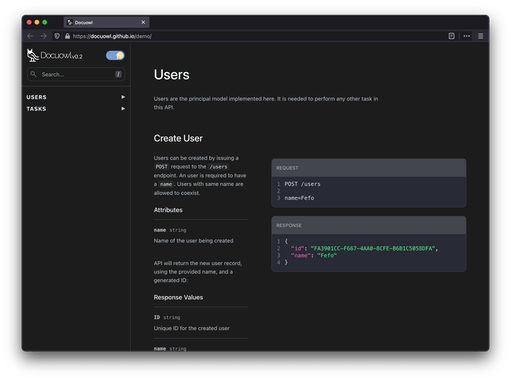 Docuowl
https://docuowl.github.io/demo/
Docuowl v0.2
Search...
/
USERS
TASKS
Users
Users are the principal model implemented here. It is needed to perform any other task in
this API.
Create User
Users can be created by issuing a
POST request to the /users
endpoint. An user is required to have
a name. Users with same name are
allowed to coexist.
Attributes
name string
Name of the user being created
API will return the new user record,
using the provided name, and a
generated ID:
Response Values
ID string
Unique ID for the created user
name string
REQUEST
1 POST /users
2
3 name=Fefo
RESPONSE
1 {
2 "id": "FA3901CC-F667-4AA0-8CFE-06B1C5058DFA",
3 "name": "Fefo"
4 }